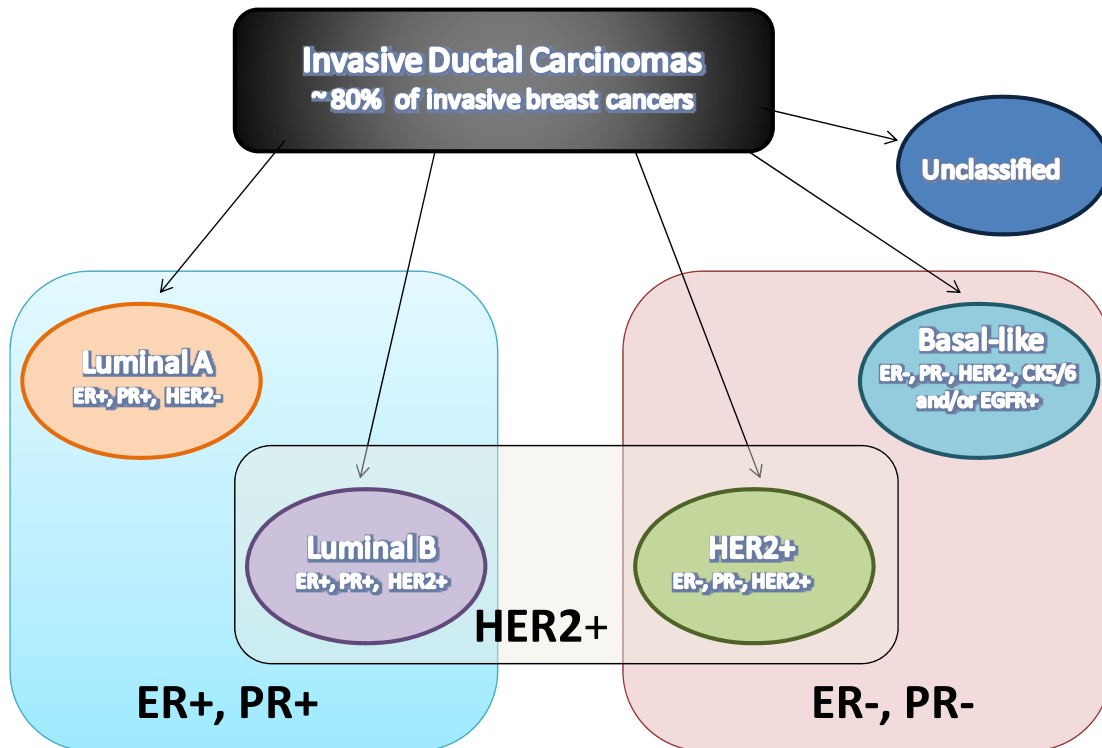 Invasive Ductal Carcinomas
~80% of invasive breast cancers
Unclassified
Luminal A
ER+, PR+, HER2-
Basal-like
ER-, PR-, HER2-, CK5/6
and/or EGFR+
Luminal B
ER+, PR+, HER2+
HER2+
ER-, PR-, HER2+
HER2+
ER+, PR+
ER-, PR-